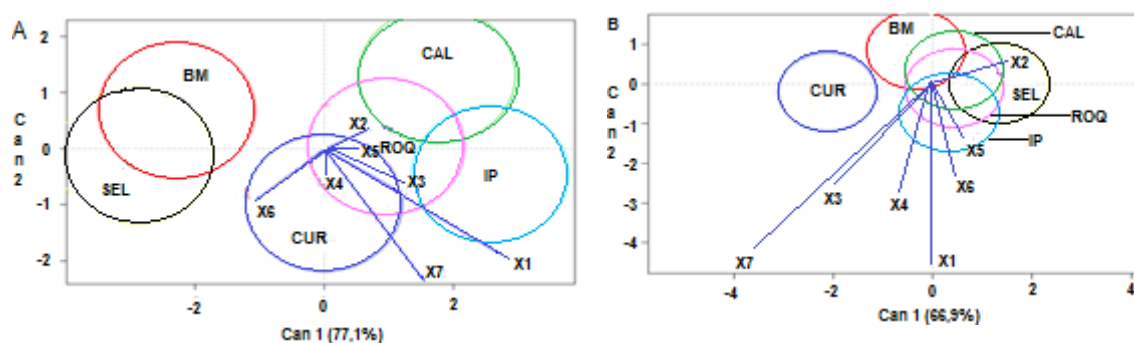 A
2
1
0
-1
-2
Can 2
BM
SEL
CAL
X2
X5
ROQ
X4
X3
IP
X6
CUR
X7
X1
-2
0
2
Can 1 (77,1%)
B
1
0
-1
-2
-3
-4
Can 2
BM
CAL
X2
CUR
SEL
ROQ
X5
IP
X3
X4
X6
X7
X1
-4
-2
0
2
4
Can 1 (66,9%)